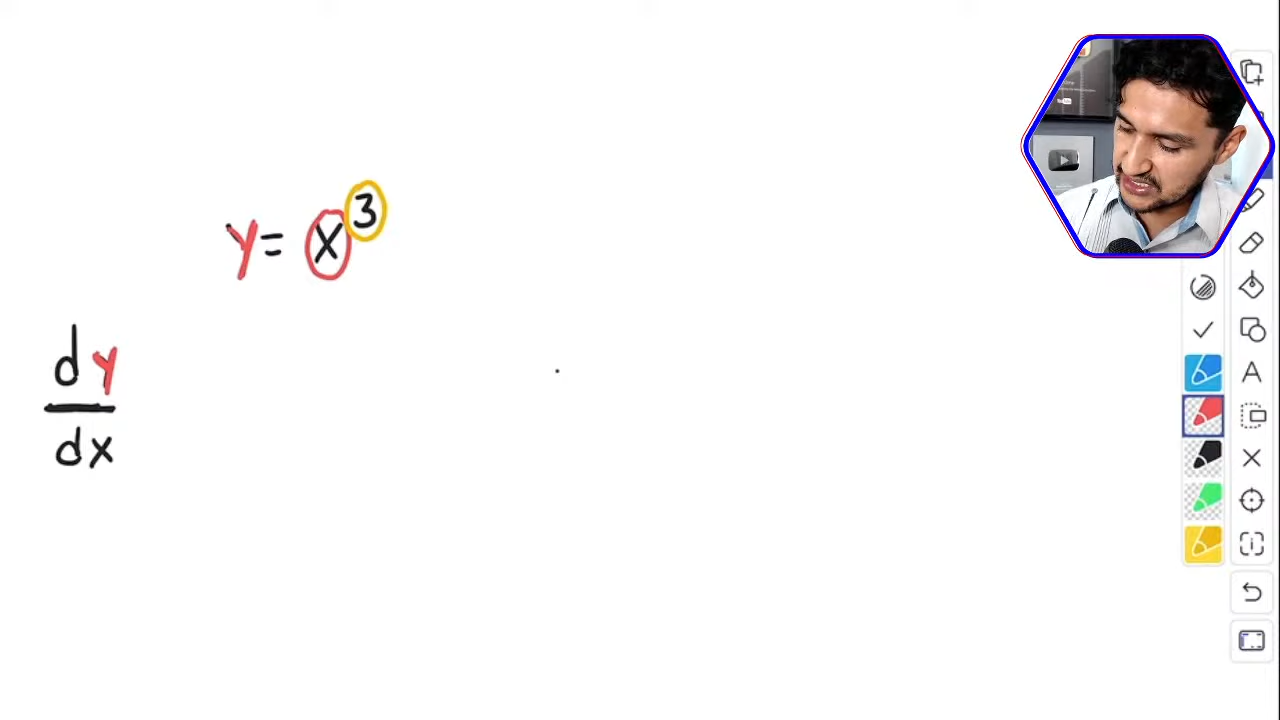 y = x³
dy
dx
A